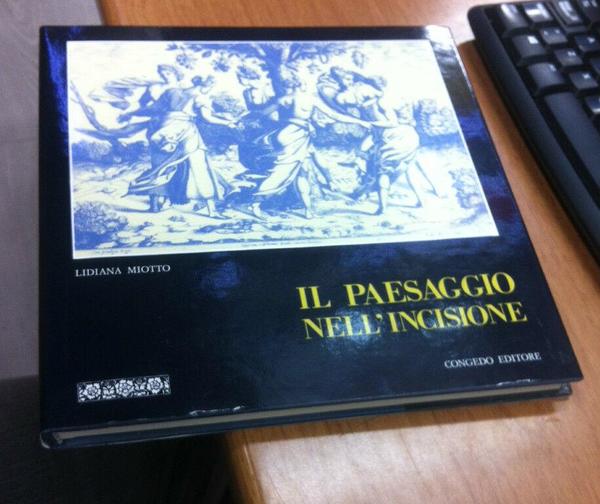 LIDIANA MIOTTO
IL PAESAGGIO
NELL'INCISIONE
CONGEDO EDITORE